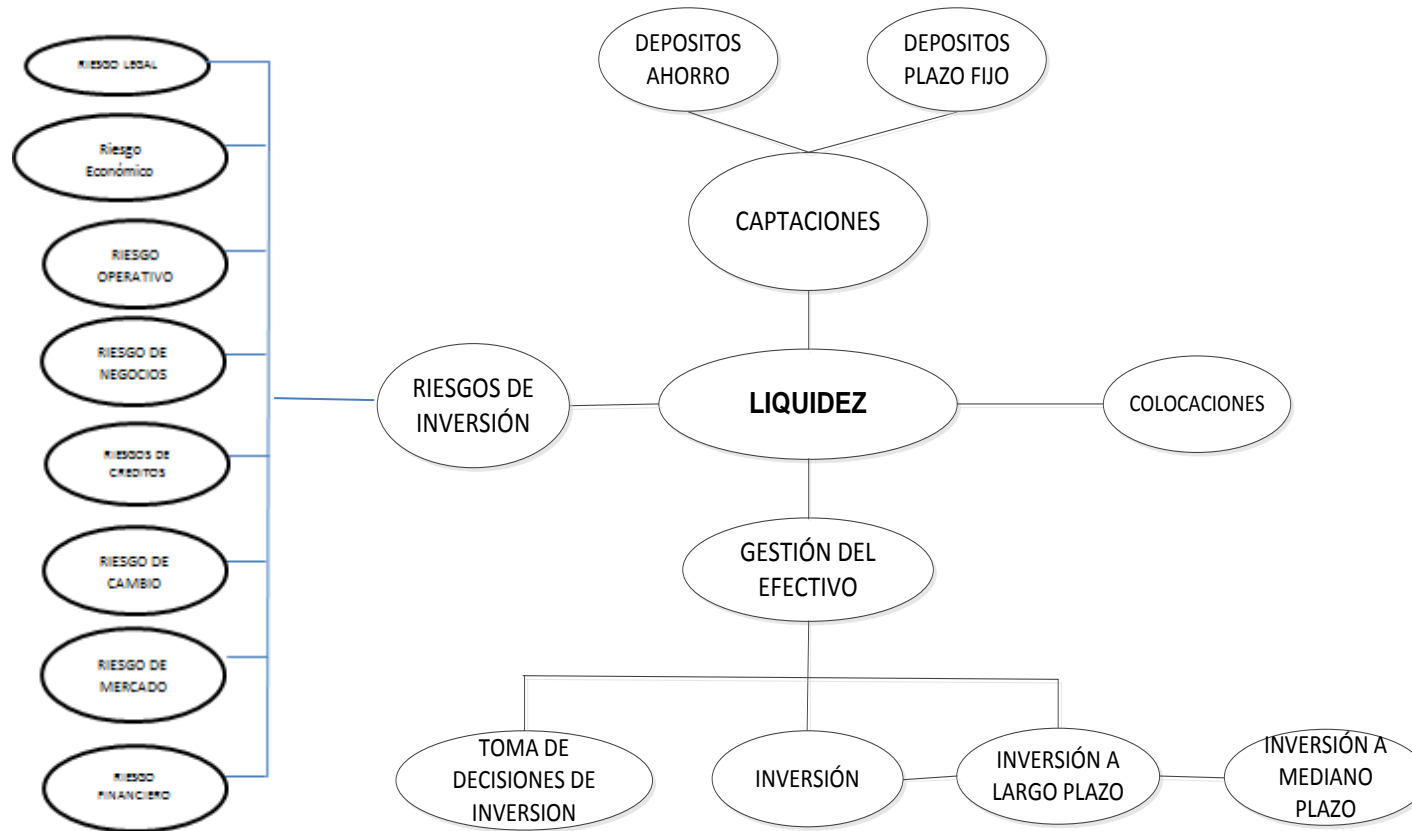 RIESGO LEGAL
Riesgo
Económico
RIESGO
OPERATIVO
RIESGO DE
NEGOCIOS
RIESGOS DE
CREDITOS
RIESGO DE
CAMBIO
RIESGO DE
MERCADO
RIESGO
FINANCIERO
RIESGOS DE
INVERSIÓN
DEPOSITOS
AHORRO
DEPOSITOS
PLAZO FIJO
CAPTACIONES
LIQUIDEZ
COLOCACIONES
GESTIÓN DEL
EFECTIVO
TOMA DE
DECISIONES DE
INVERSION
INVERSIÓN
INVERSIÓN A
LARGO PLAZO
INVERSIÓN A
MEDIANO
PLAZO